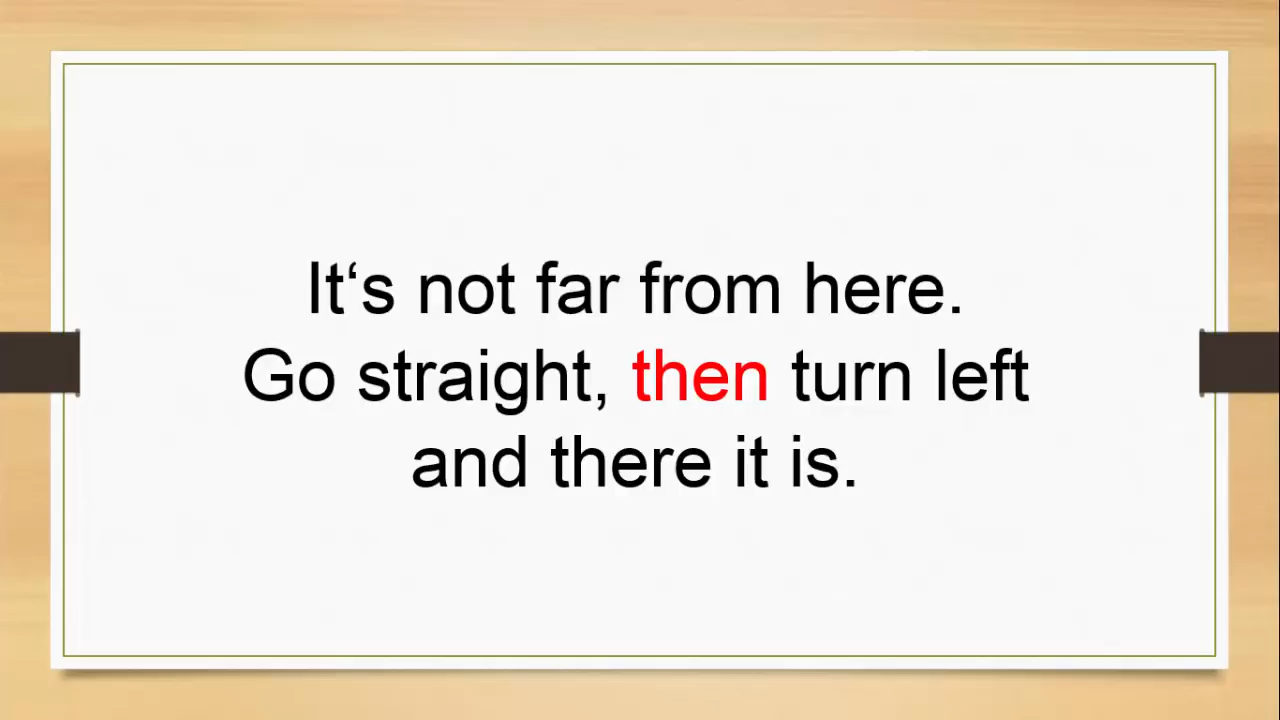 It‘s not far from here.
Go straight, then turn left
and there it is.